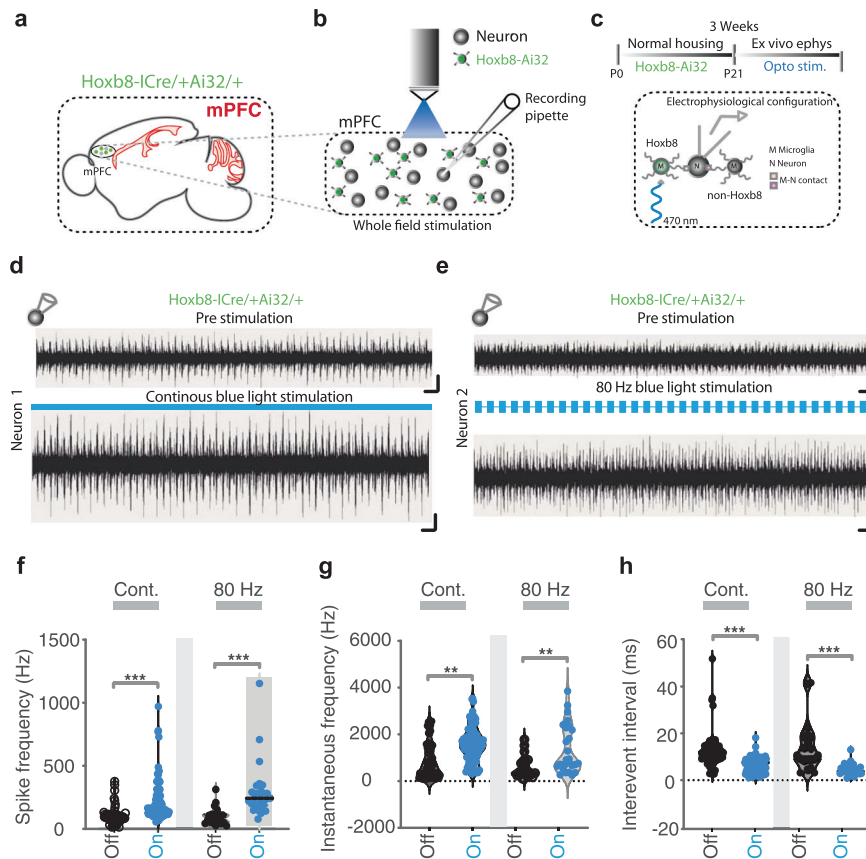 a
Hoxb8-ICre/+Ai32/+
mPFC
mPFC
b
Neuron
Hoxb8-Ai32
Recording
pipette
mPFC
Whole field stimulation
c
3 Weeks
Normal housing
Ex vivo ephys
P0
Hoxb8-Ai32
P21
Opto stim.
Electrophysiological configuration
Hoxb8
M
N
M
non-Hoxb8
470 nm
M Microglia
N Neuron
M-N contact
d
Hoxb8-ICre/+Ai32/+
Pre stimulation
Neuron 1
Continous blue light stimulation
e
Hoxb8-ICre/+Ai32/+
Pre stimulation
Neuron 2
80 Hz blue light stimulation
f
Cont.
80 Hz
Spike frequency (Hz)
1500
1000
500
0
***
***
Off
On
Off
On
g
Cont.
80 Hz
Instantaneous frequency (Hz)
6000
4000
2000
0
-2000
**
**
Off
On
Off
On
h
Cont.
80 Hz
Interevent interval (ms)
60
40
20
0
-20
***
***
Off
On
Off
On